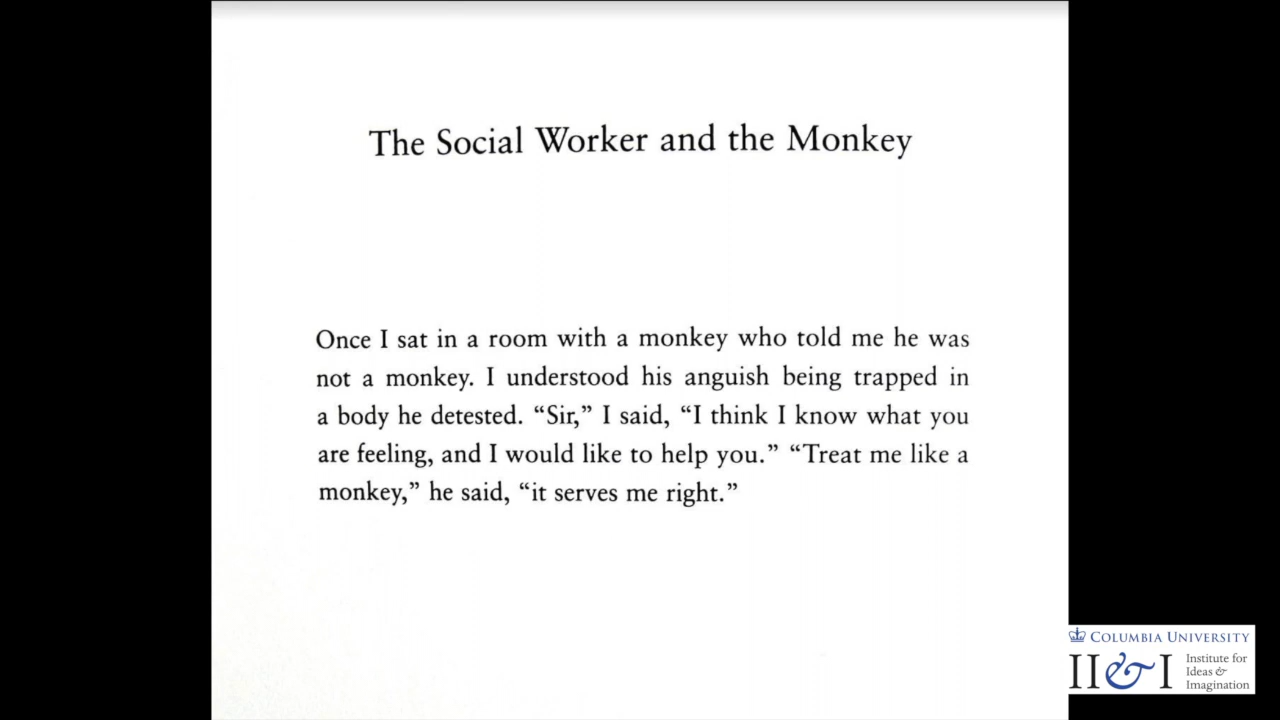 The Social Worker and the Monkey
Once I sat in a room with a monkey who told me he was
not a monkey. I understood his anguish being trapped in
a body he detested. “Sir,” I said, “I think I know what you
are feeling, and I would like to help you.” “Treat me like a
monkey,” he said, “it serves me right.”
COLUMBIA UNIVERSITY
II&I
Institute for
Ideas &
Imagination